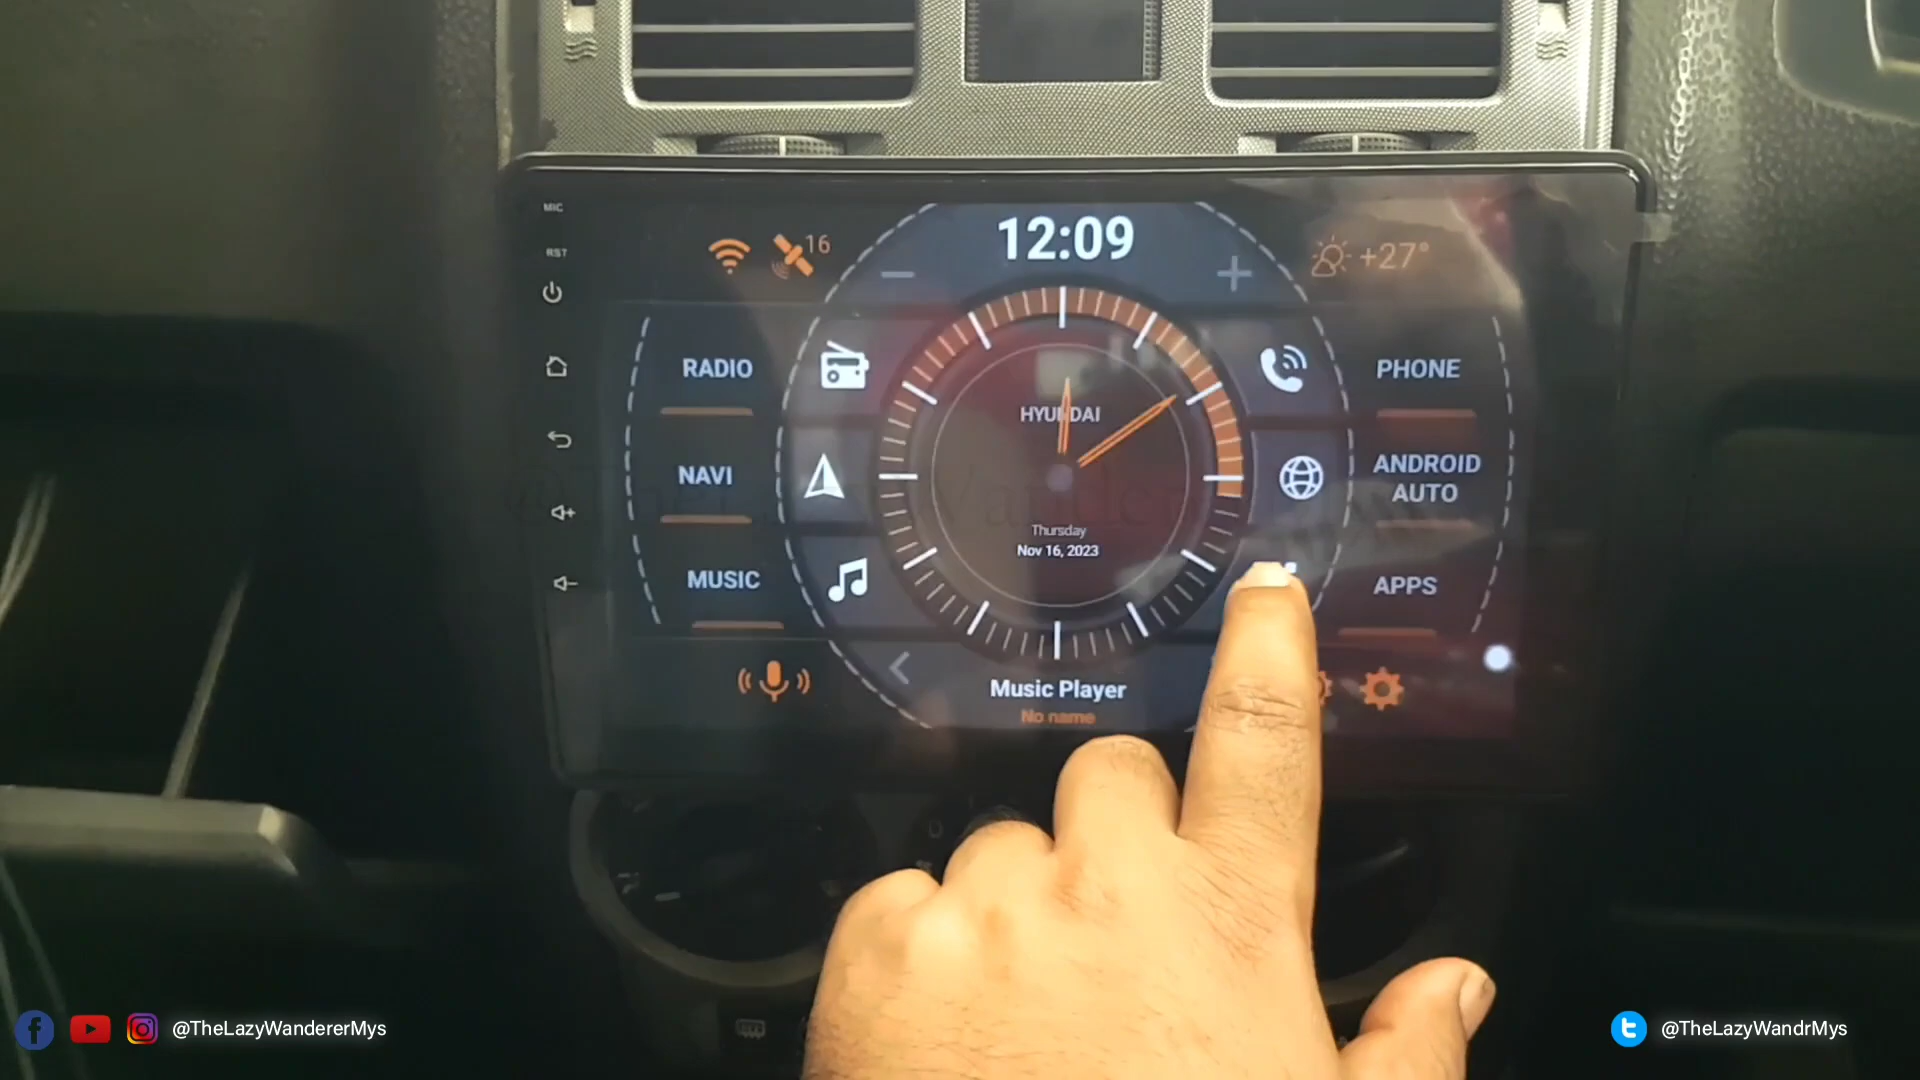 MIC
RST
16
12:09
+27°
RADIO
PHONE
HYUNDAI
NAVI
ANDROID
AUTO
Thursday
Nov 16, 2023
MUSIC
APPS
Music Player
No name
@TheLazyWandererMys
@TheLazyWandrMys